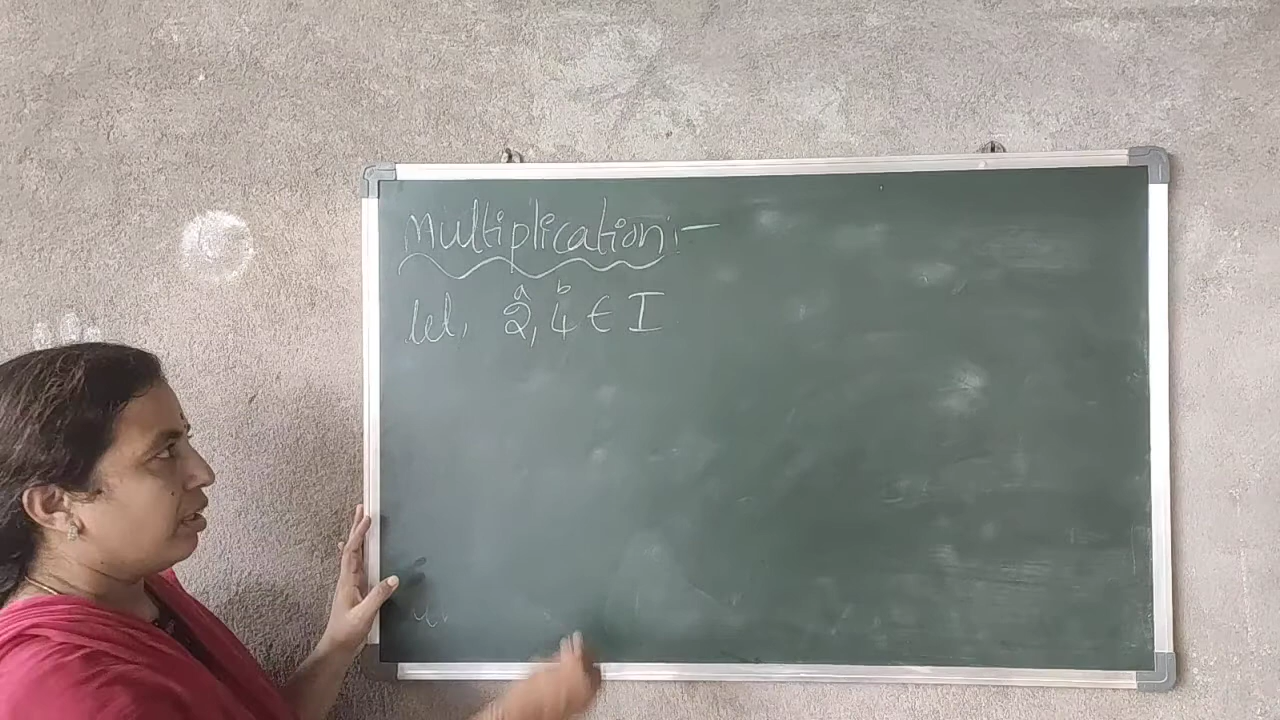 Multiplication:-
a b
let, 2, 4 ∈ I